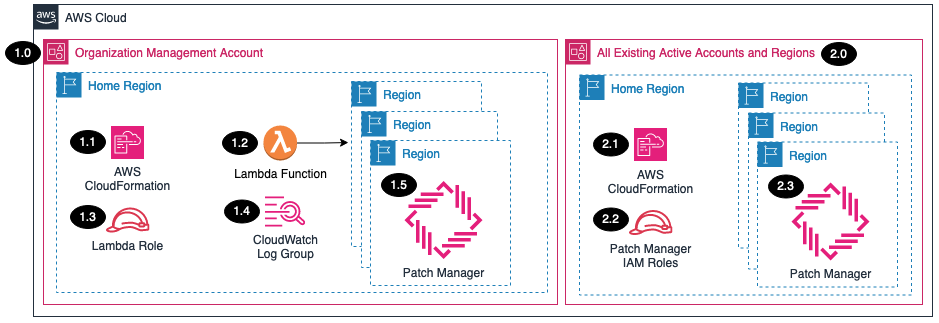 aws
AWS Cloud
1.0
Organization Management Account
Home Region
1.1
AWS
CloudFormation
1.2
Lambda Function
1.3
Lambda Role
1.4
CloudWatch
Log Group
Region
Region
Region
1.5
Patch Manager
All Existing Active Accounts and Regions
2.0
Home Region
2.1
AWS
CloudFormation
2.2
Patch Manager
IAM Roles
Region
Region
Region
2.3
Patch Manager